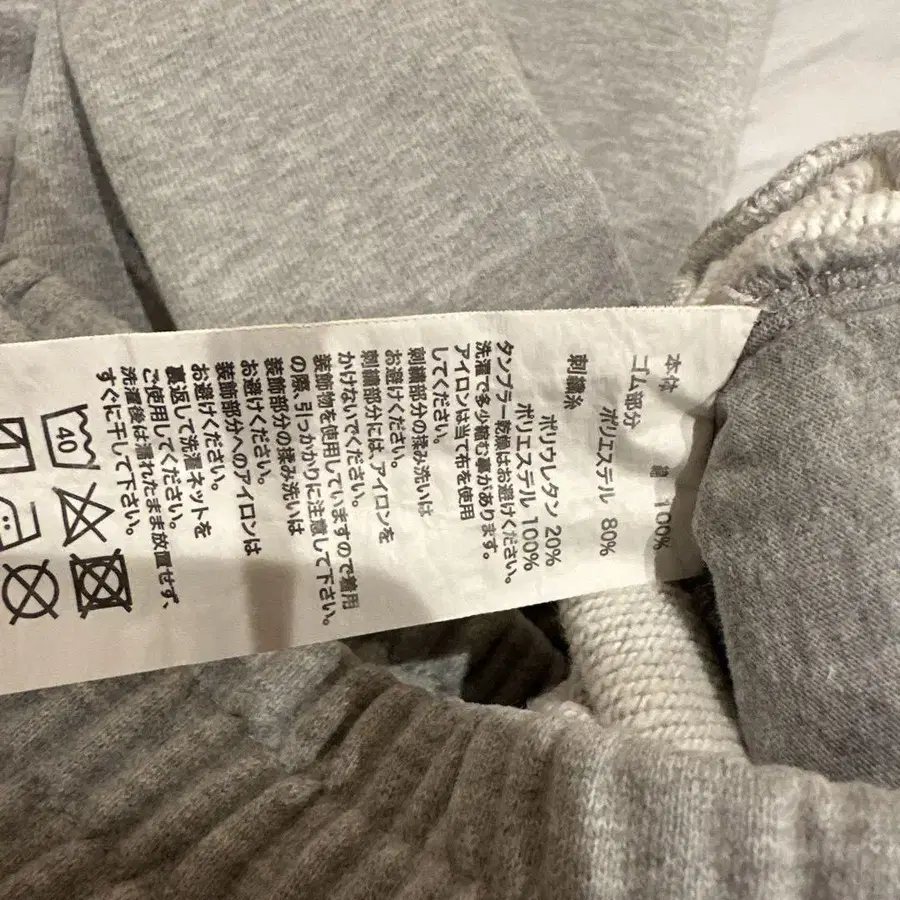 本体 綿 100%
ゴム部分
ポリエステル 80%
ポリウレタン 20%
刺繍糸 ポリエステル 100%
タンブラー乾燥はお避けください。
洗濯で多少縮む事があります。
アイロンは当て布を使用
してください。
刺繍部分の揉み洗いは
お避けください。
刺繍部分には、アイロンを
かけないでください。
装飾物を使用していますので着用
の際、引っかかりに注意して下さい。
装飾部分の揉み洗いは
お避けください。
装飾部分へのアイロンは
お避けください。
裏返して洗濯ネットを
ご使用してください。
洗濯後は濡れたまま放置せず、
すぐに干して下さい。
40